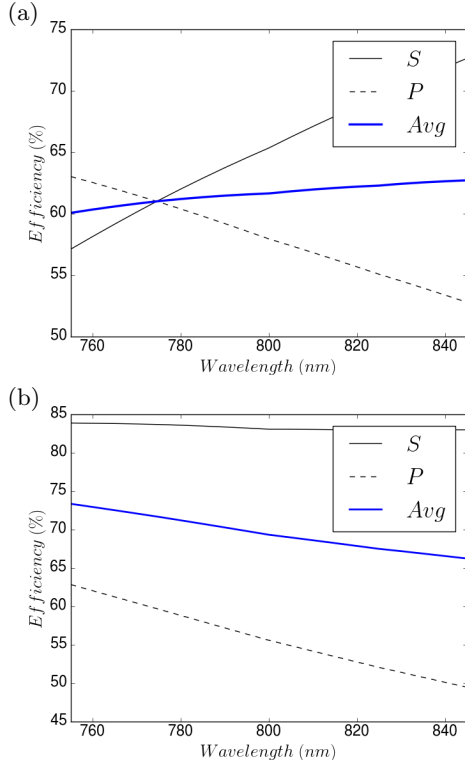 (a)
75
70
65
60
55
50
Efficiency (%)
S
P
Avg
760 780 800 820 840
Wavelength (nm)
(b)
85
80
75
70
65
60
55
50
45
Efficiency (%)
S
P
Avg
760 780 800 820 840
Wavelength (nm)